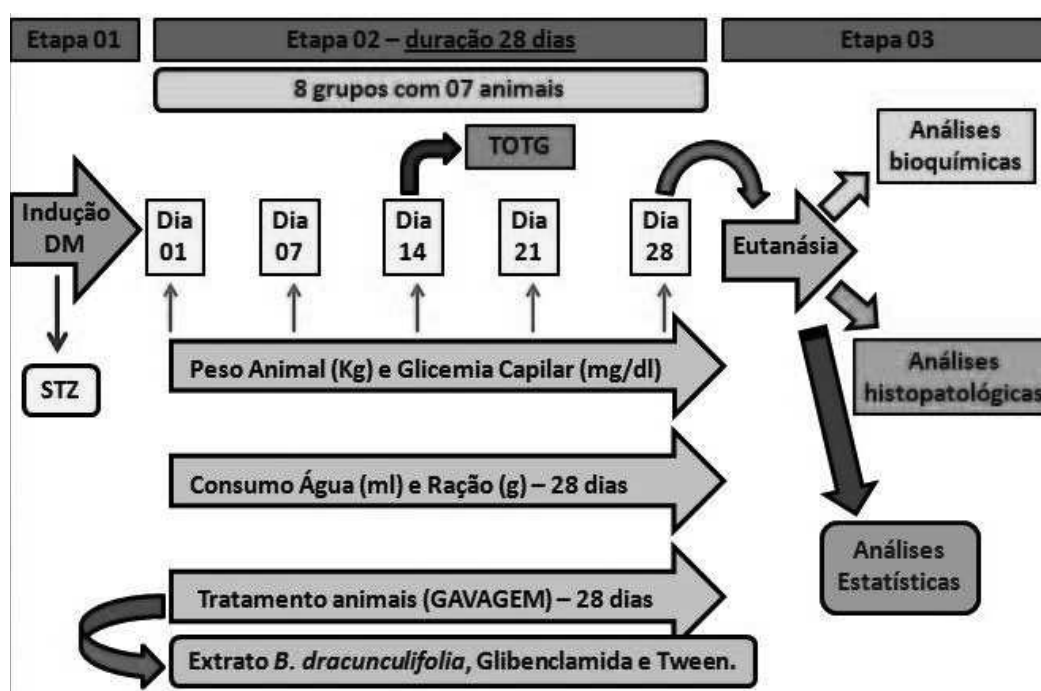 Etapa 01
Etapa 02 – duração 28 dias
Etapa 03
8 grupos com 07 animais
TOTG
Análises
bioquímicas
Indução
DM
Dia
01
Dia
07
Dia
14
Dia
21
Dia
28
Eutanásia
STZ
Peso Animal (Kg) e Glicemia Capilar (mg/dl)
Análises
histopatológicas
Consumo Água (ml) e Ração (g) – 28 dias
Análises
Estatísticas
Tratamento animais (GAVAGEM) – 28 dias
Extrato B. dracunculifolia, Glibenclamida e Tween.